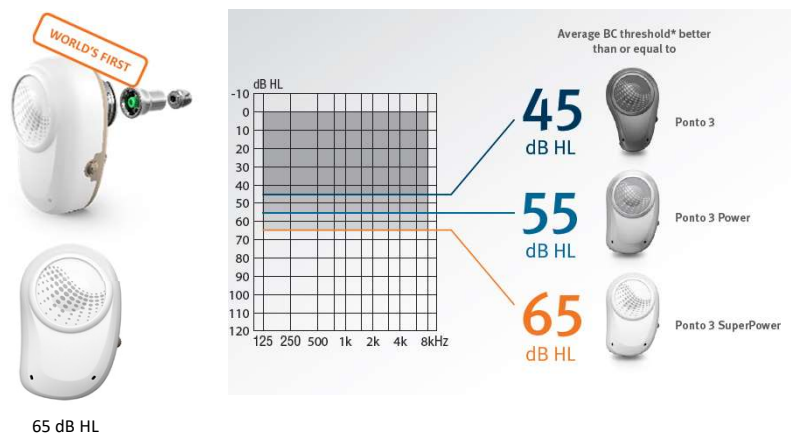 WORLD'S FIRST
65 dB HL
Average BC threshold* better
than or equal to
dB HL
-10
0
10
20
30
40
50
60
70
80
90
100
110
120
125 250 500 1k 2k 4k 8kHz
45
dB HL
Ponto 3
55
dB HL
Ponto 3 Power
65
dB HL
Ponto 3 SuperPower